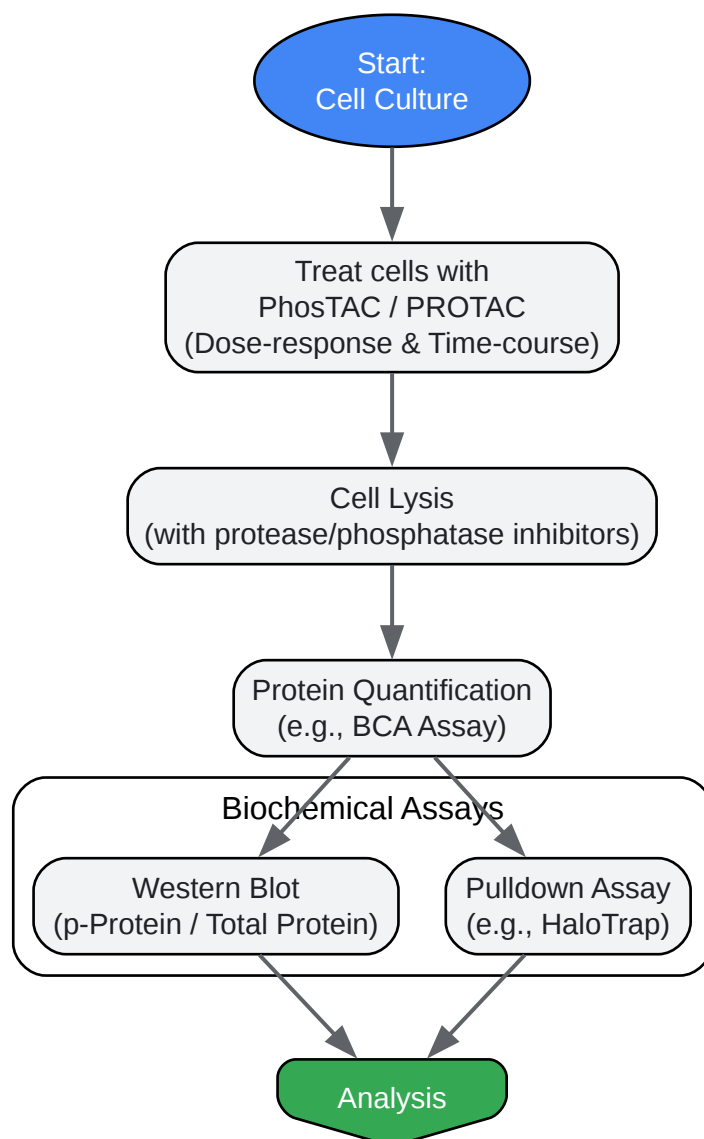 Start:
Cell Culture
Treat cells with
PhosTAC / PROTAC
(Dose-response & Time-course)
Cell Lysis
(with protease/phosphatase inhibitors)
Protein Quantification
(e.g., BCA Assay)
Biochemical Assays
Western Blot
(p-Protein / Total Protein)
Pulldown Assay
(e.g., HaloTrap)
Analysis